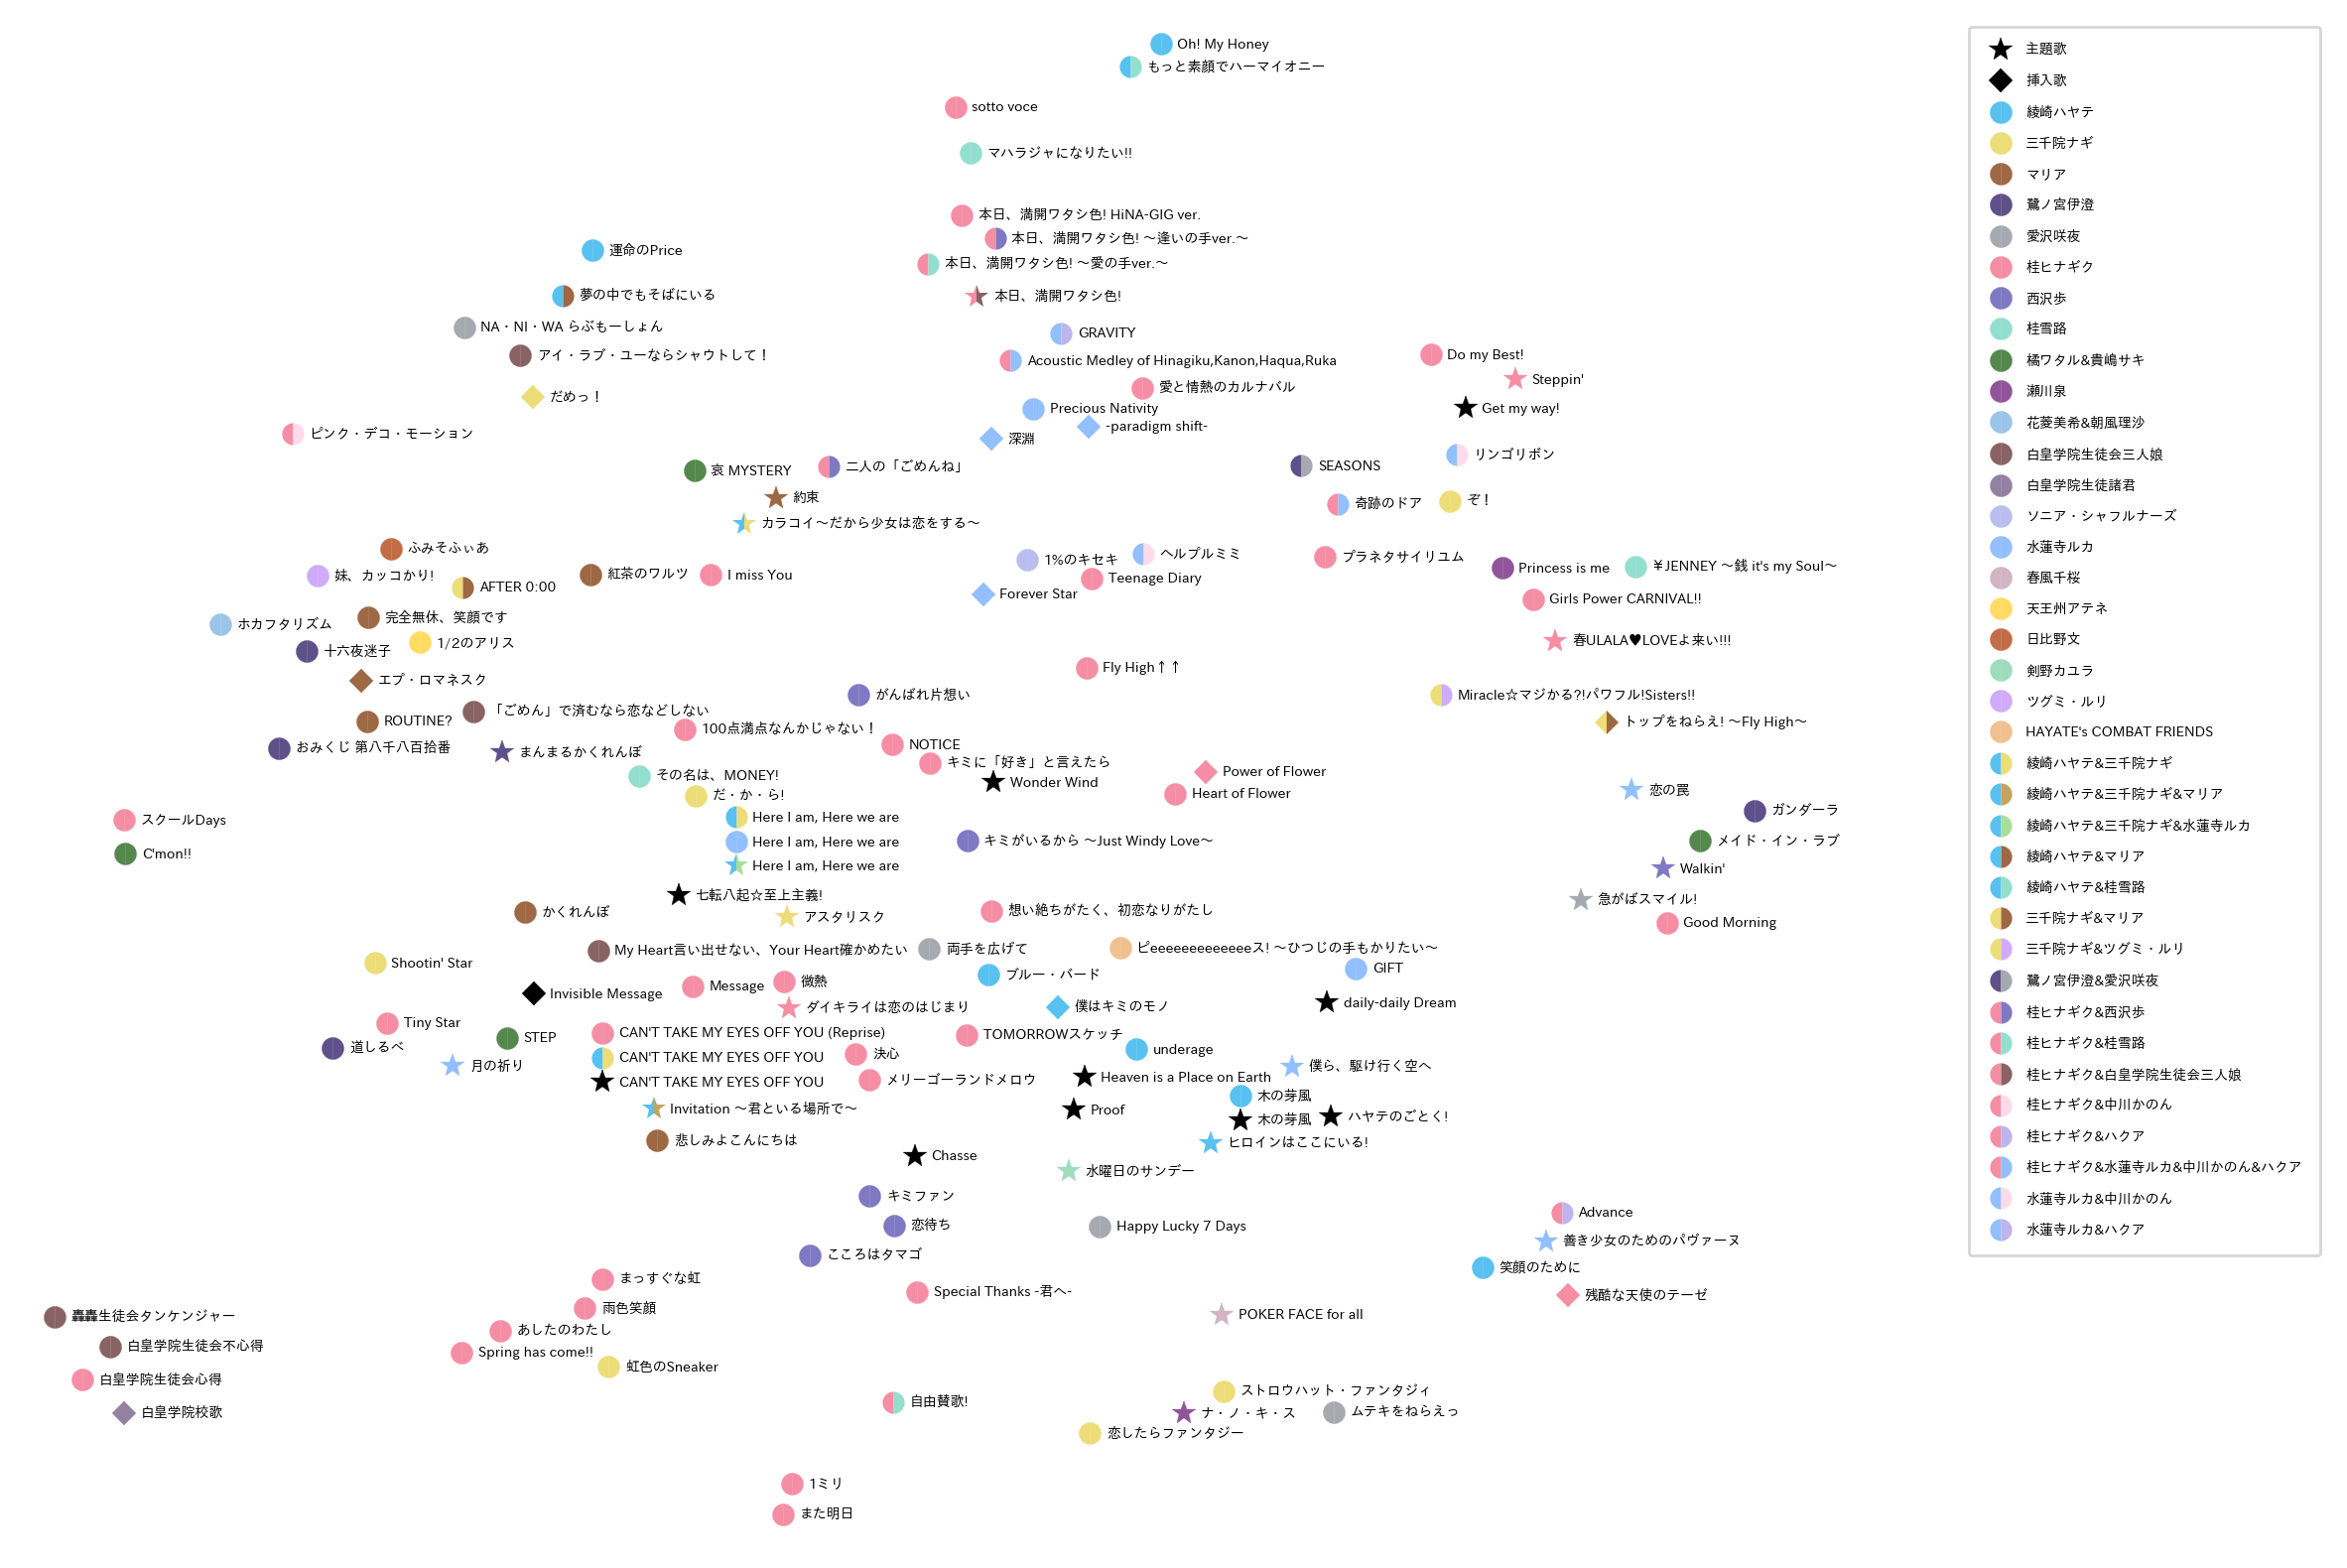 Oh! My Honey
もっと素顔でハーマイオニー
sotto voce
マハラジャになりたい!!
本日、満開ワタシ色! HiNA-GIG ver.
本日、満開ワタシ色! ～逢いの手ver.～
運命のPrice
本日、満開ワタシ色! ～愛の手ver.～
夢の中でもそばにいる
本日、満開ワタシ色!
NA・NI・WA らぶもーしょん
GRAVITY
アイ・ラブ・ユーならシャウトして！
Acoustic Medley of Hinagiku,Kanon,Haqua,Ruka
Do my Best!
Steppin'
愛と情熱のカルナバル
だめっ！
Precious Nativity
Get my way!
-paradigm shift-
ピンク・デコ・モーション
深淵
リンゴリボン
哀 MYSTERY
二人の「ごめんね」
SEASONS
約束
奇跡のドア
ぞ！
カラコイ～だから少女は恋をする～
ふみそふぃあ
1%のキセキ
ヘルプルミミ
プラネタサイリユム
妹、カッコかり!
AFTER 0:00
紅茶のワルツ
I miss You
Teenage Diary
Princess is me
￥JENNEY ～銭 it's my Soul～
Forever Star
Girls Power CARNIVAL!!
ホカフタリズム
完全無休、笑顔です
1/2のアリス
春ULALA♥LOVEよ来い!!!
十六夜迷子
エプ・ロマネスク
Fly High↑↑
がんばれ片想い
Miracle☆マジかる?!パワフル!Sisters!!
ROUTINE?
「ごめん」で済むなら恋などしない
100点満点なんかじゃない！
トップをねらえ! ～Fly High～
おみくじ 第八千八百拾番
まんまるかくれんぼ
NOTICE
キミに「好き」と言えたら
その名は、MONEY!
Wonder Wind
Power of Flower
だ・か・ら!
Heart of Flower
恋の罠
スクールDays
Here I am, Here we are
ガンダーラ
C'mon!!
Here I am, Here we are
キミがいるから ～Just Windy Love～
メイド・イン・ラブ
Here I am, Here we are
Walkin'
七転八起☆至上主義!
急がばスマイル!
かくれんぼ
アスタリスク
想い絶ちがたく、初恋なりがたし
Good Morning
My Heart言い出せない、Your Heart確かめたい
両手を広げて
ピeeeeeeeeeeeeeス! ～ひつじの手もかりたい～
Shootin' Star
ブルー・バード
GIFT
Invisible Message
Message
微熱
ダイキライは恋のはじまり
僕はキミのモノ
daily-daily Dream
Tiny Star
STEP
CAN'T TAKE MY EYES OFF YOU (Reprise)
TOMORROWスケッチ
道しるべ
CAN'T TAKE MY EYES OFF YOU
決心
underage
月の祈り
CAN'T TAKE MY EYES OFF YOU
メリーゴーランドメロウ
Heaven is a Place on Earth
僕ら、駆け行く空へ
Invitation ～君といる場所で～
Proof
木の芽風
木の芽風
ハヤテのごとく!
悲しみよこんにちは
ヒロインはここにいる!
Chasse
水曜日のサンデー
キミファン
恋待ち
Happy Lucky 7 Days
Advance
こころはタマゴ
善き少女のためのパヴァーヌ
まっすぐな虹
笑顔のために
雨色笑顔
Special Thanks -君へ-
残酷な天使のテーゼ
轟轟生徒会タンケンジャー
あしたのわたし
POKER FACE for all
白皇学院生徒会不心得
Spring has come!!
虹色のSneaker
白皇学院生徒会心得
自由賛歌!
ストロウハット・ファンタジィ
白皇学院校歌
ナ・ノ・キ・ス
ムテキをねらえっ
恋したらファンタジー
1ミリ
また明日
主題歌
挿入歌
綾崎ハヤテ
三千院ナギ
マリア
鷺ノ宮伊澄
愛沢咲夜
桂ヒナギク
西沢歩
桂雪路
橘ワタル&貴嶋サキ
瀬川泉
花菱美希&朝風理沙
白皇学院生徒会三人娘
白皇学院生徒諸君
ソニア・シャフルナーズ
水蓮寺ルカ
春風千桜
天王州アテネ
日比野文
剣野カユラ
ツグミ・ルリ
HAYATE's COMBAT FRIENDS
綾崎ハヤテ&三千院ナギ
綾崎ハヤテ&三千院ナギ&マリア
綾崎ハヤテ&三千院ナギ&水蓮寺ルカ
綾崎ハヤテ&マリア
綾崎ハヤテ&桂雪路
三千院ナギ&マリア
三千院ナギ&ツグミ・ルリ
鷺ノ宮伊澄&愛沢咲夜
桂ヒナギク&西沢歩
桂ヒナギク&桂雪路
桂ヒナギク&白皇学院生徒会三人娘
桂ヒナギク&中川かのん
桂ヒナギク&ハクア
桂ヒナギク&水蓮寺ルカ&中川かのん&ハクア
水蓮寺ルカ&中川かのん
水蓮寺ルカ&ハクア